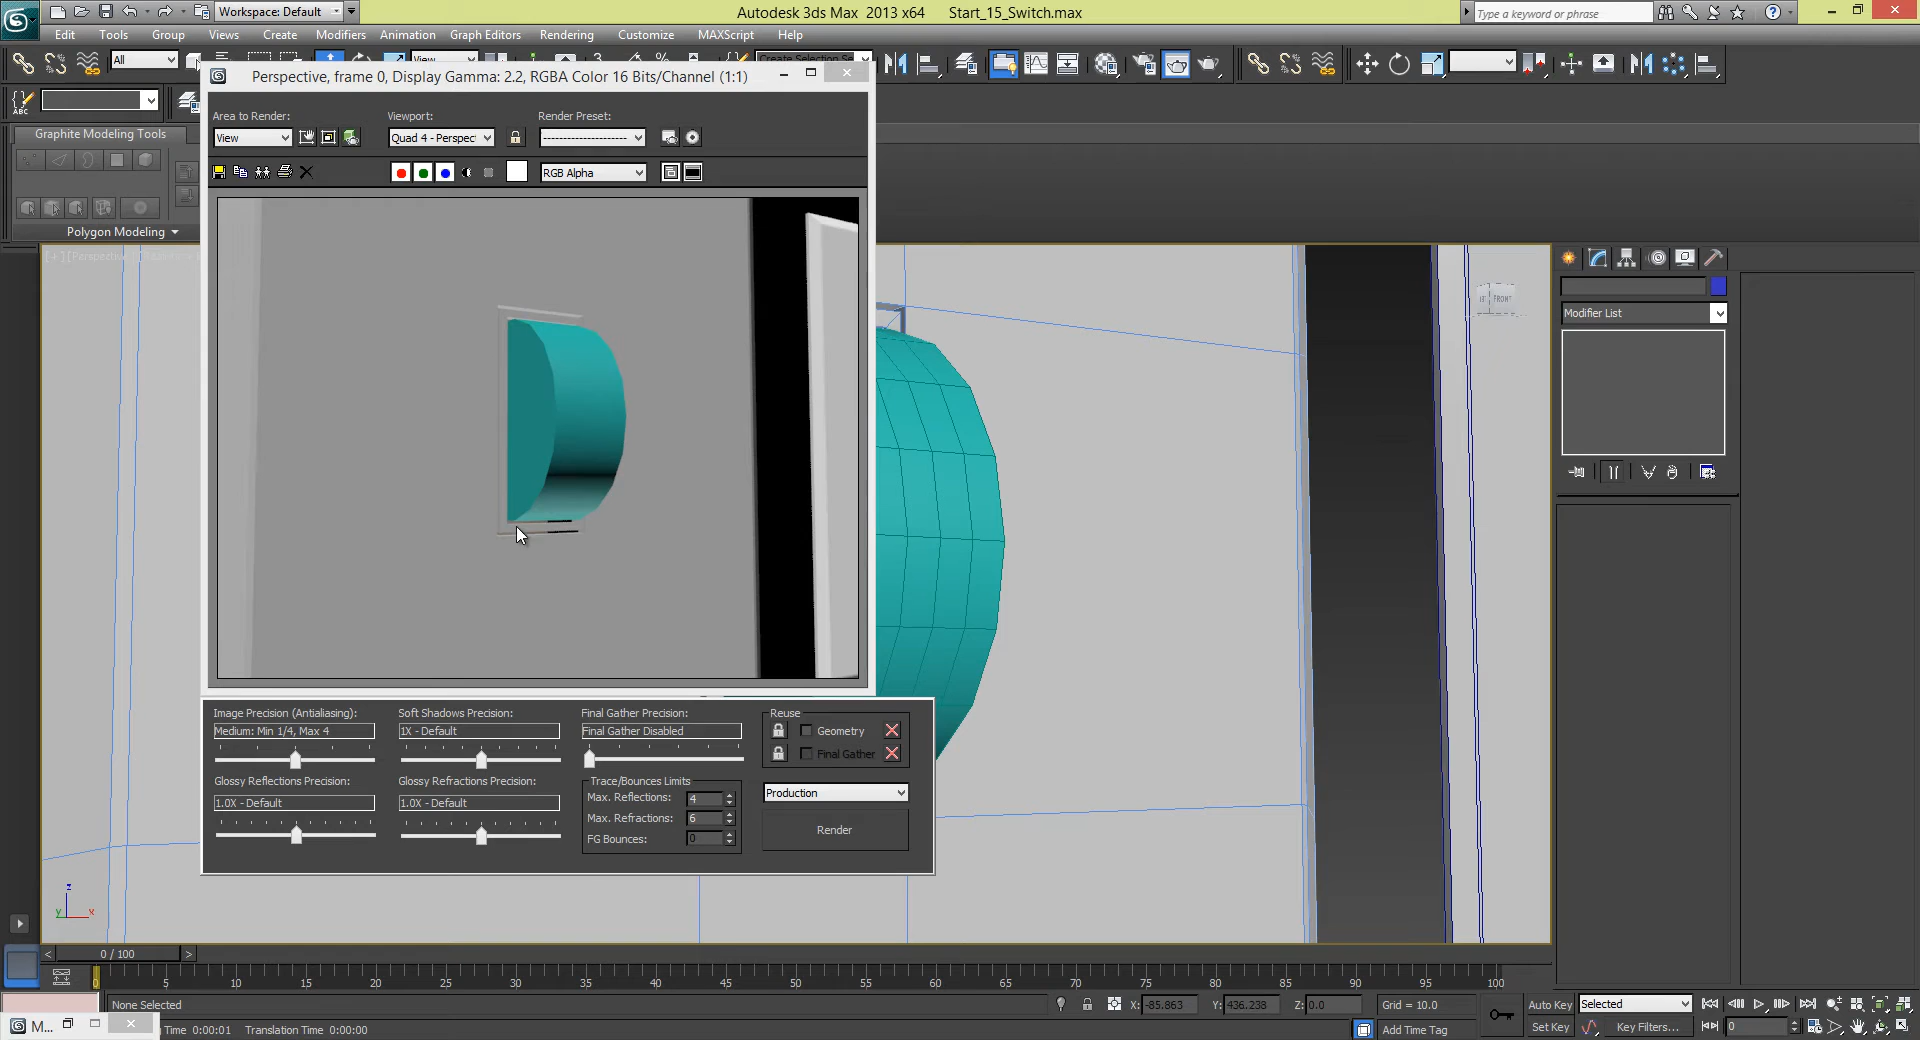 Workspace: Default
Autodesk 3ds Max 2013 x64 Start_15_Switch.max
Type a keyword or phrase
Edit Tools Group Views Create Modifiers Animation Graph Editors Rendering Customize MAXScript Help
All
View
Create Selection Se
Perspective, frame 0, Display Gamma: 2.2, RGBA Color 16 Bits/Channel (1:1)
ABC
Graphite Modeling Tools
Polygon Modeling
Area to Render:
Viewport:
Render Preset:
View
Quad 4 - Perspec
RGB Alpha
[+][Perspective
FRONT
Modifier List
Image Precision (Antialiasing):
Medium: Min 1/4, Max 4
Soft Shadows Precision:
1X - Default
Final Gather Precision:
Final Gather Disabled
Reuse
Geometry
Final Gather
Glossy Reflections Precision:
1.0X - Default
Glossy Refractions Precision:
1.0X - Default
Trace/Bounces Limits
Max. Reflections: 4
Max. Refractions: 6
FG Bounces: 0
Production
Render
z
y
x
< 0 / 100 >
0 5 10 15 20 25 30 35 40 45 50 55 60 65 70 75 80 85 90 95 100
None Selected
X: -85.863 Y: 436.238 Z: 0.0
Grid = 10.0
Auto Key
Selected
M...
Time 0:00:01 Translation Time 0:00:00
Add Time Tag
Set Key
Key Filters...
0